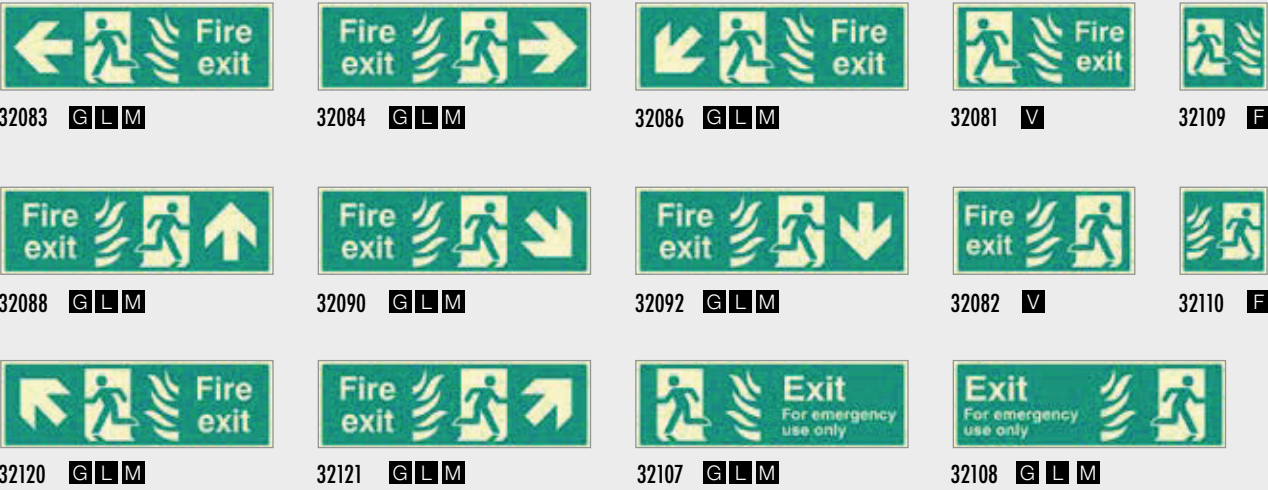 Fire
exit
Fire
exit
Fire
exit
Fire
exit
32083 G L M
32084 G L M
32086 G L M
32081 V
32109 F
Fire
exit
Fire
exit
Fire
exit
Fire
exit
32088 G L M
32090 G L M
32092 G L M
32082 V
32110 F
Fire
exit
Fire
exit
Exit
For emergency
use only
Exit
For emergency
use only
32120 G L M
32121 G L M
32107 G L M
32108 G L M